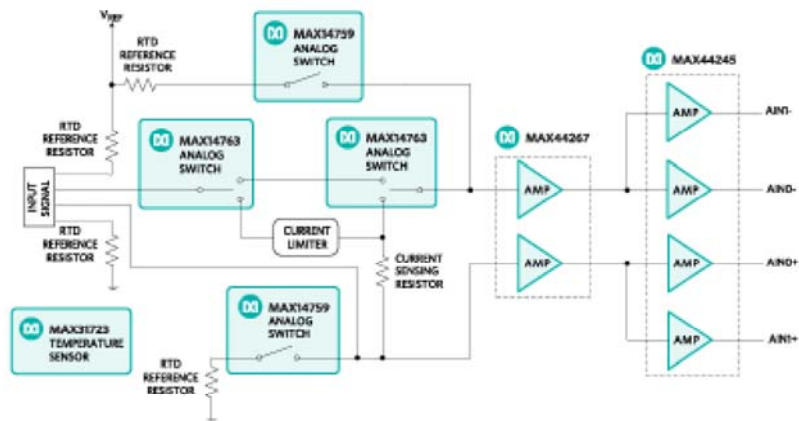 VREF
RTD
REFERENCE
RESISTOR
MAX14759
ANALOG
SWITCH
MAX44245
AMP
AIN1-
RTD
REFERENCE
RESISTOR
MAX14763
ANALOG
SWITCH
MAX14763
ANALOG
SWITCH
MAX44267
AMP
AMP
AIN0-
INPUT
SIGNAL
RTD
REFERENCE
RESISTOR
CURRENT
LIMITER
CURRENT
SENSING
RESISTOR
AMP
AMP
AIN0+
MAX31723
TEMPERATURE
SENSOR
MAX14759
ANALOG
SWITCH
RTD
REFERENCE
RESISTOR
AMP
AIN1+